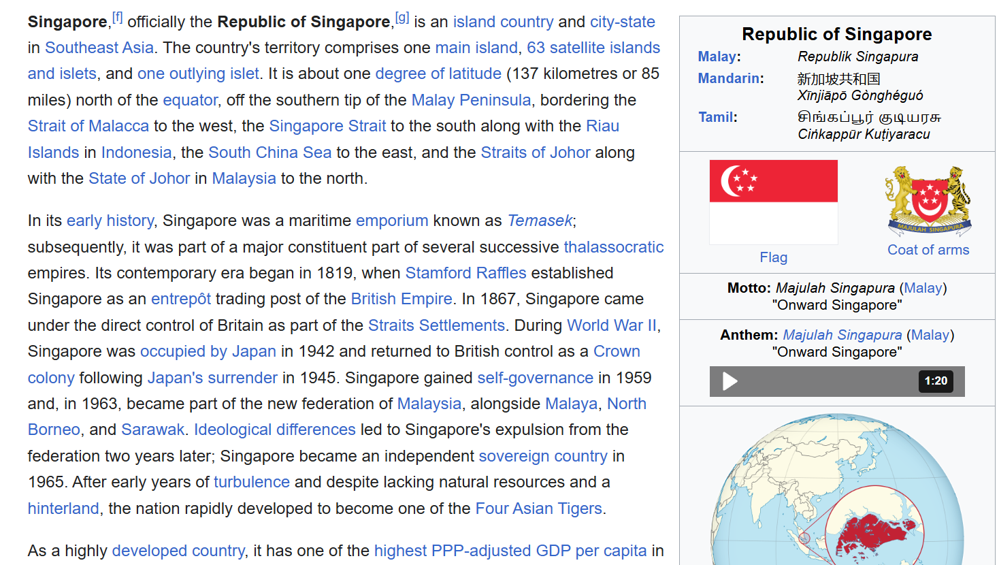 Singapore,[f] officially the Republic of Singapore,[g] is an island country and city-state
in Southeast Asia. The country's territory comprises one main island, 63 satellite islands
and islets, and one outlying islet. It is about one degree of latitude (137 kilometres or 85
miles) north of the equator, off the southern tip of the Malay Peninsula, bordering the
Strait of Malacca to the west, the Singapore Strait to the south along with the Riau
Islands in Indonesia, the South China Sea to the east, and the Straits of Johor along
with the State of Johor in Malaysia to the north.
In its early history, Singapore was a maritime emporium known as Temasek;
subsequently, it was part of a major constituent part of several successive thalassocratic
empires. Its contemporary era began in 1819, when Stamford Raffles established
Singapore as an entrepôt trading post of the British Empire. In 1867, Singapore came
under the direct control of Britain as part of the Straits Settlements. During World War II,
Singapore was occupied by Japan in 1942 and returned to British control as a Crown
colony following Japan's surrender in 1945. Singapore gained self-governance in 1959
and, in 1963, became part of the new federation of Malaysia, alongside Malaya, North
Borneo, and Sarawak. Ideological differences led to Singapore's expulsion from the
federation two years later; Singapore became an independent sovereign country in
1965. After early years of turbulence and despite lacking natural resources and a
hinterland, the nation rapidly developed to become one of the Four Asian Tigers.
As a highly developed country, it has one of the highest PPP-adjusted GDP per capita in
Republic of Singapore
Malay: Republik Singapura
Mandarin: 新加坡共和国
Xīnjiāpō Gònghéguó
Tamil: சிங்கப்பூர் குடியரசு
Ciṅkappūr Kuṭiyaracu
MAJULAH SINGAPURA
Flag
Coat of arms
Motto: Majulah Singapura (Malay)
"Onward Singapore"
Anthem: Majulah Singapura (Malay)
"Onward Singapore"
1:20